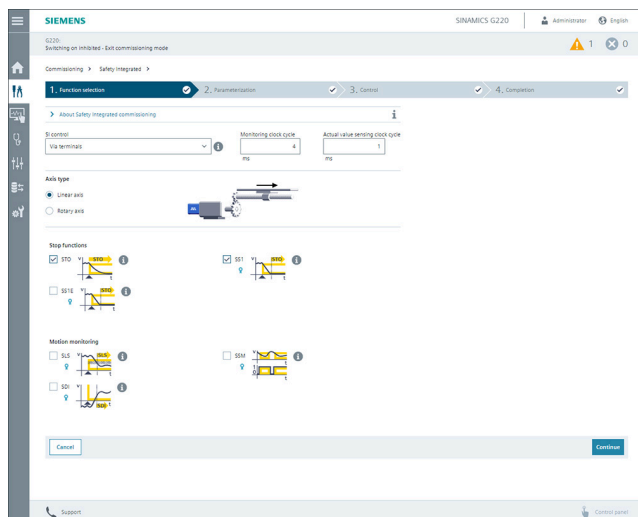 SIEMENS
SINAMICS G220
Administrator
English
G220:
Switching on inhibited - Exit commissioning mode
1
0
Commissioning > Safety Integrated >
1. Function selection
2. Parameterization
3. Control
4. Completion
> About Safety Integrated commissioning
SI control
Monitoring clock cycle
Actual value sensing clock cycle
Via terminals
4
1
ms
ms
Axis type
Linear axis
Rotary axis
Stop functions
STO
v
STO
t
SS1
v
STO
t
SS1E
v
STO
t
Motion monitoring
SLS
v
SLS
t
SSM
v
t
1
0
t
SDI
v
SDI
t
Cancel
Continue
Support
Control panel